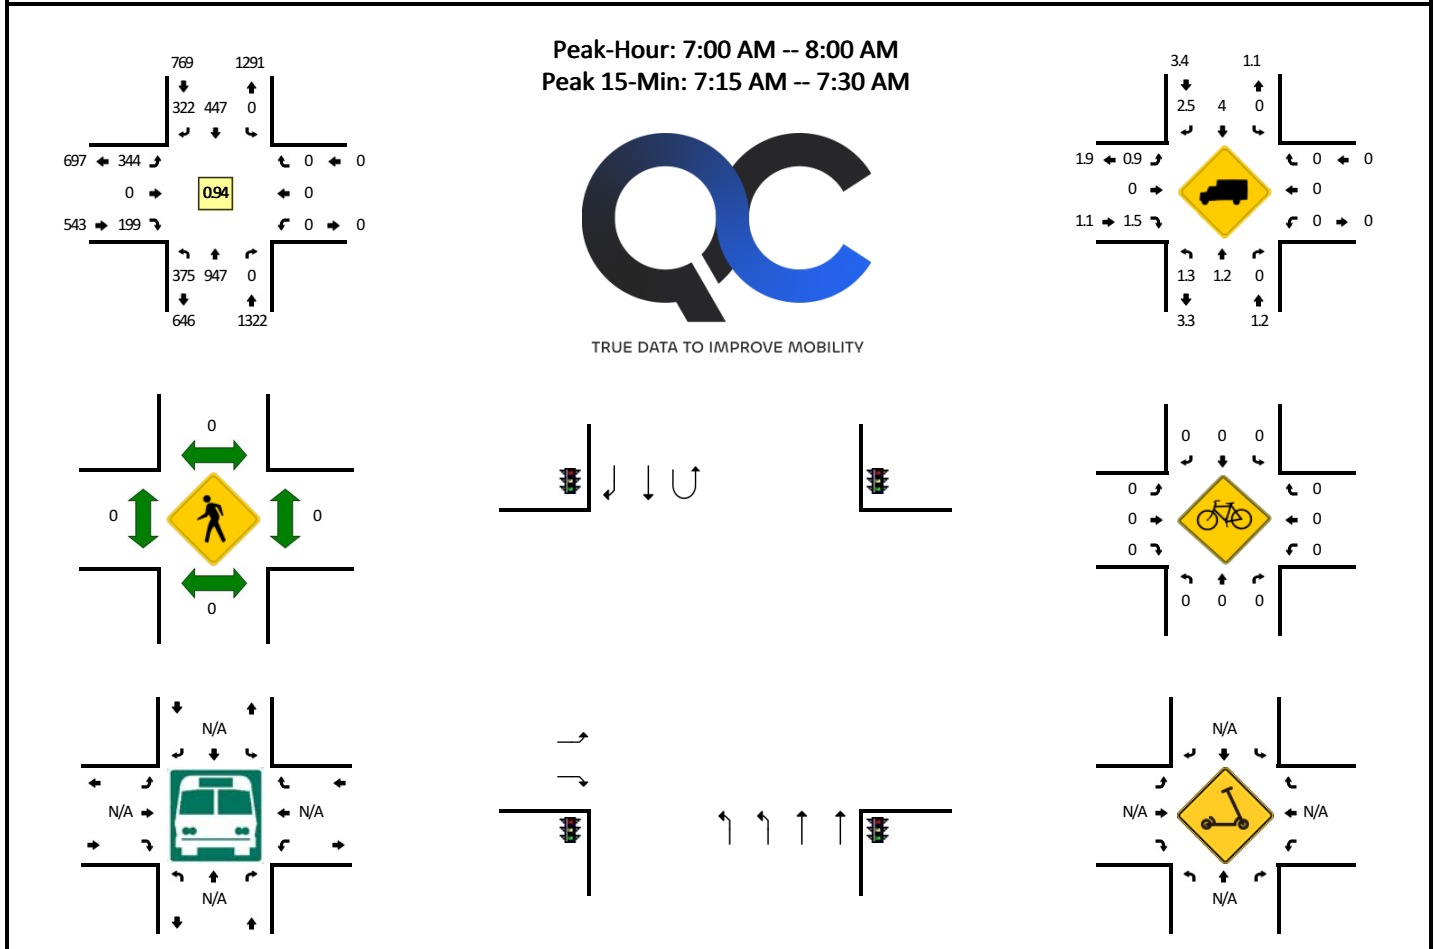 Peak-Hour: 7:00 AM -- 8:00 AM
Peak 15-Min: 7:15 AM -- 7:30 AM
769 1291
322 447 0
697 344 0 0
0 0.94 0
543 199 0 0
375 947 0
646 1322
QC
TRUE DATA TO IMPROVE MOBILITY
3.4 1.1
2.5 4 0
1.9 0.9 0 0
0 0
1.1 1.5 0 0
1.3 1.2 0
3.3 1.2
0
0 0
0
0 0 0
0 0
0 0
0 0
0 0 0
N/A
N/A N/A
N/A
N/A
N/A N/A
N/A